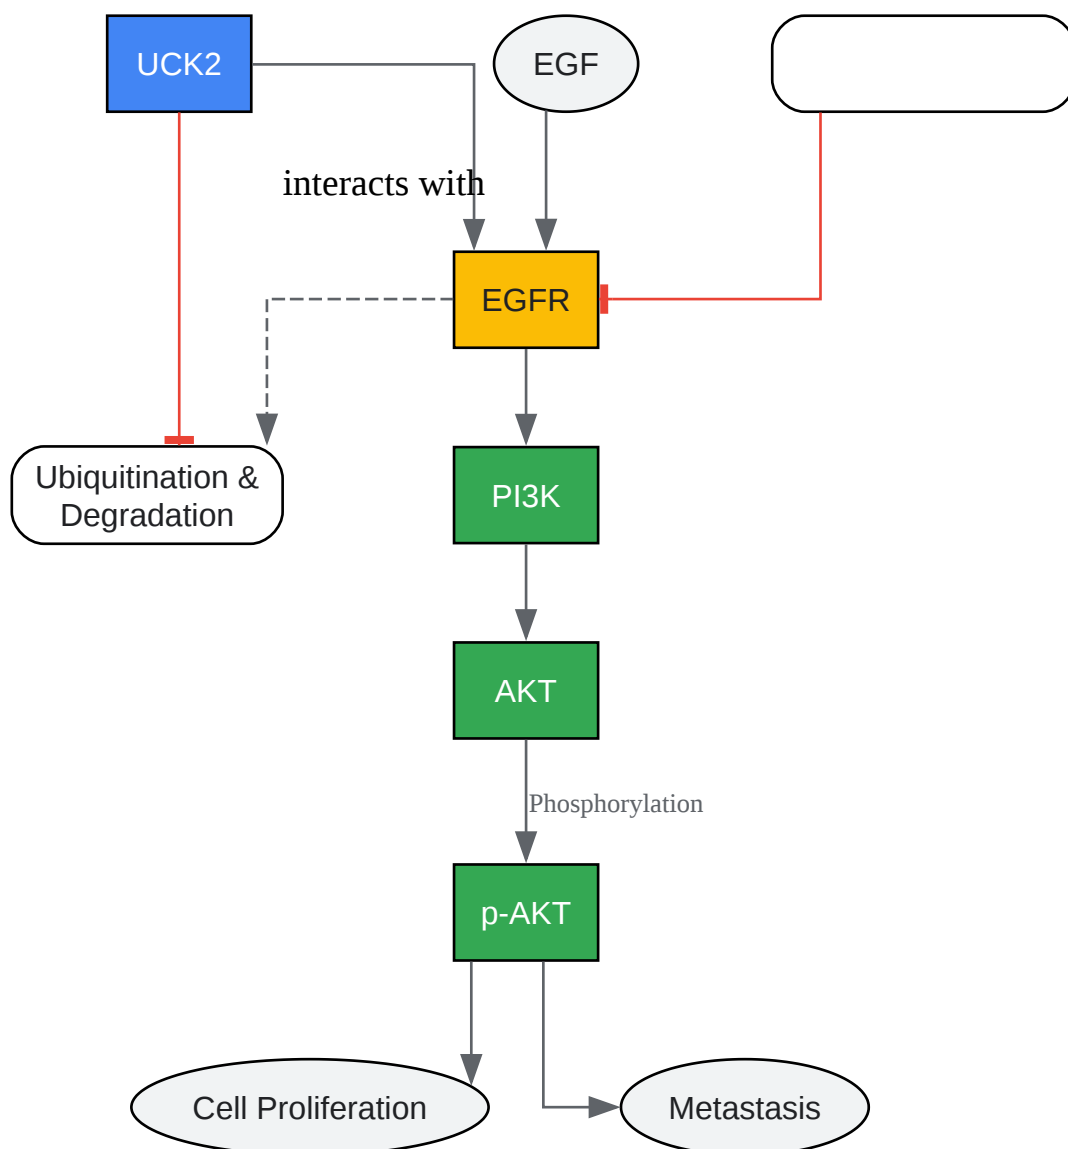 UCK2
EGF
interacts with
EGFR
Ubiquitination &
Degradation
PI3K
AKT
Phosphorylation
p-AKT
Cell Proliferation
Metastasis